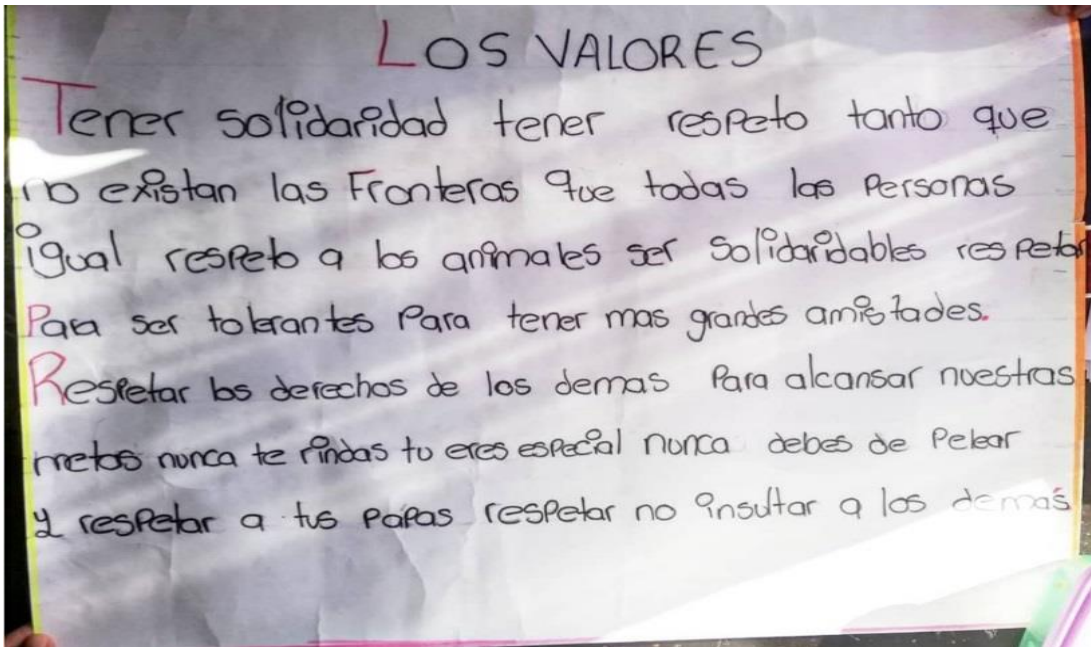 LOS VALORES
Tener solidaridad tener respeto tanto que
no existan las Fronteras que todas las Personas
igual respeto a los animales ser Solidaridables respetar
Para ser tolerantes Para tener mas grandes amistades.
Respetar los derechos de los demas Para alcansar nuestras
metas nunca te rindas tu eres especial nunca debes de Pelear
y respetar a tus Papas respetar no insultar a los demás